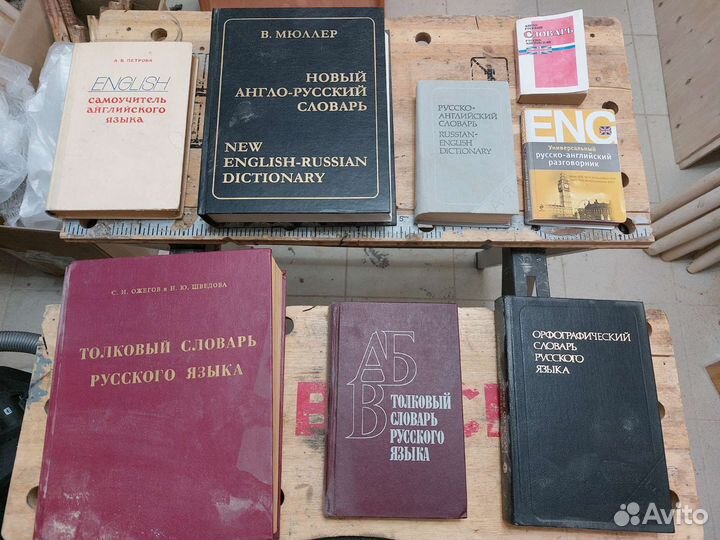 А. В. ПЕТРОВА
ENGLISH
САМОУЧИТЕЛЬ
АНГЛИЙСКОГО
ЯЗЫКА
В. МЮЛЛЕР
НОВЫЙ
АНГЛО-РУССКИЙ
СЛОВАРЬ
NEW
ENGLISH-RUSSIAN
DICTIONARY
РУССКО-
АНГЛИЙСКИЙ
СЛОВАРЬ
RUSSIAN-
ENGLISH
DICTIONARY
СЛОВАРЬ
ENG
Универсальный
русско-английский
разговорник
С. И. ОЖЕГОВ и Н. Ю. ШВЕДОВА
ТОЛКОВЫЙ СЛОВАРЬ
РУССКОГО ЯЗЫКА
АБВ
ТОЛКОВЫЙ
СЛОВАРЬ
РУССКОГО
ЯЗЫКА
ОРФОГРАФИЧЕСКИЙ
СЛОВАРЬ
РУССКОГО
ЯЗЫКА
Avito